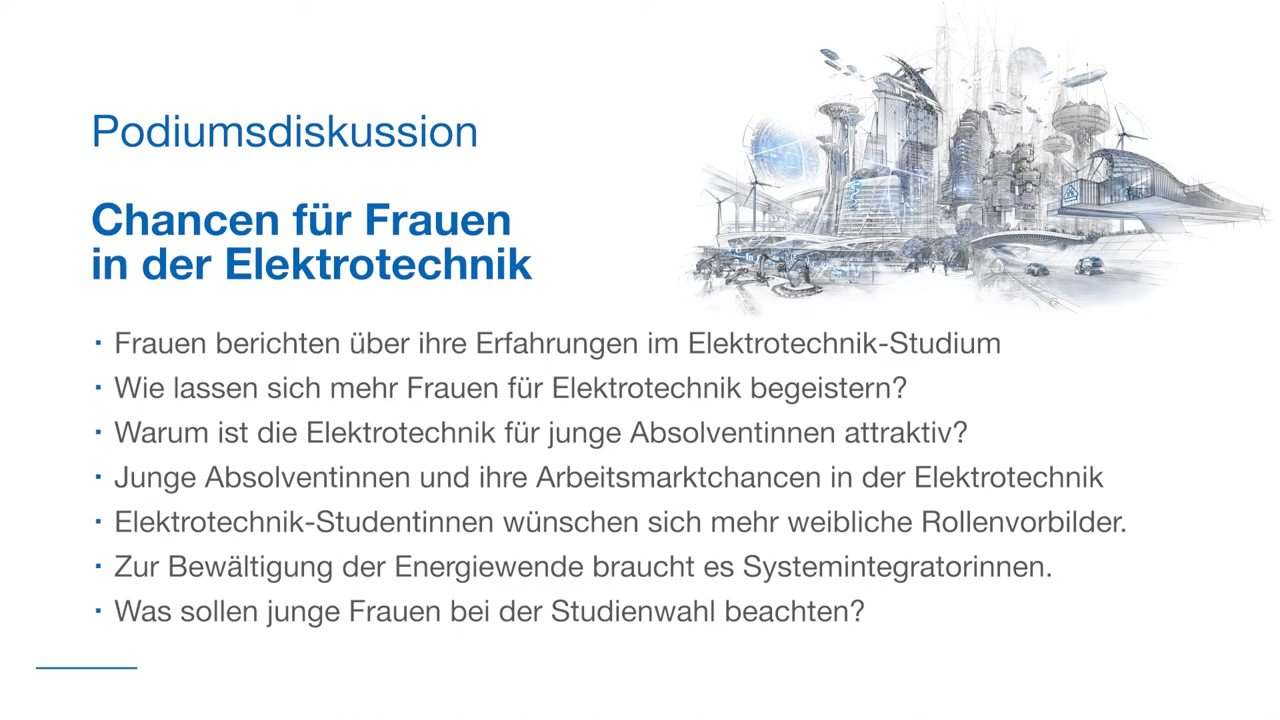 Podiumsdiskussion
Chancen für Frauen
in der Elektrotechnik
· Frauen berichten über ihre Erfahrungen im Elektrotechnik-Studium
· Wie lassen sich mehr Frauen für Elektrotechnik begeistern?
· Warum ist die Elektrotechnik für junge Absolventinnen attraktiv?
· Junge Absolventinnen und ihre Arbeitsmarktchancen in der Elektrotechnik
· Elektrotechnik-Studentinnen wünschen sich mehr weibliche Rollenvorbilder.
· Zur Bewältigung der Energiewende braucht es Systemintegratorinnen.
· Was sollen junge Frauen bei der Studienwahl beachten?